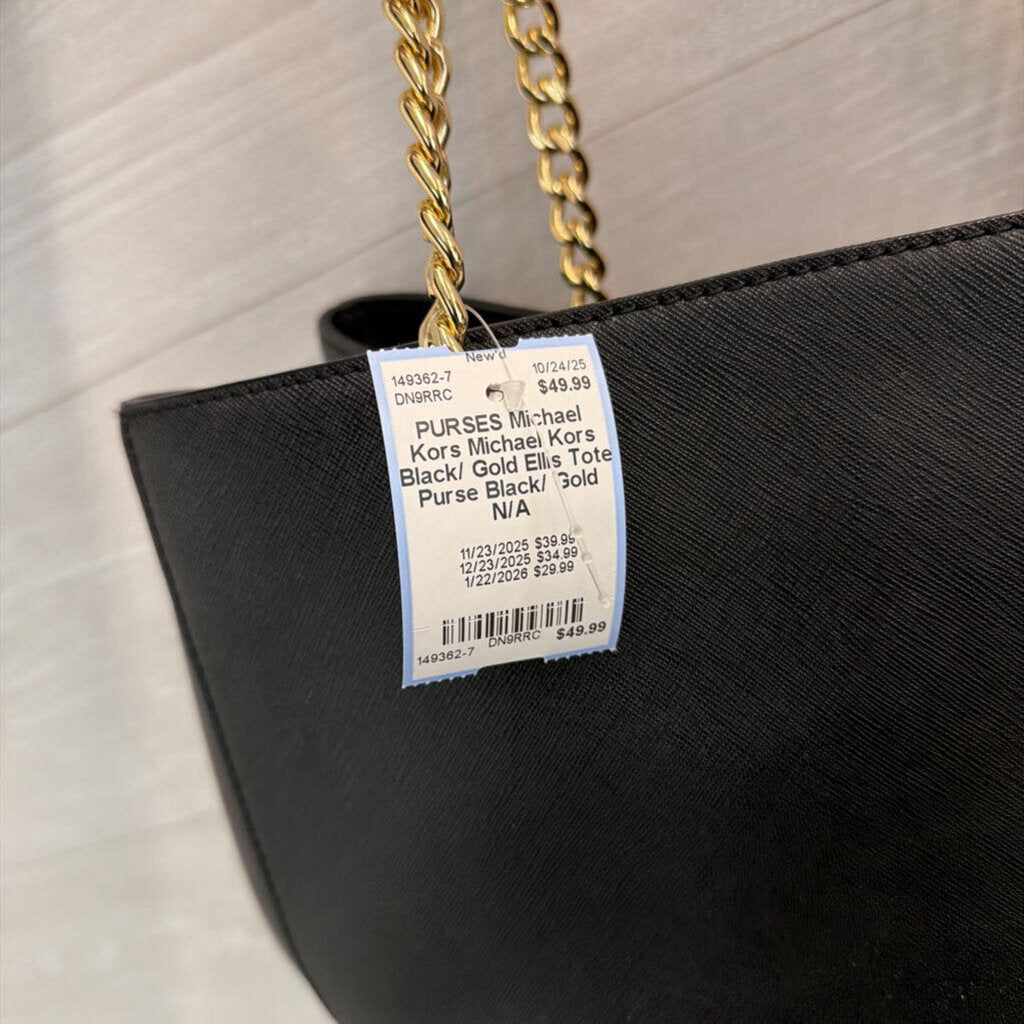 New'd
149362-7 10/24/25
DN9RRC $49.99
PURSES Michael
Kors Michael Kors
Black/ Gold Ellis Tote
Purse Black/ Gold
N/A
11/23/2025 $39.99
12/23/2025 $34.99
1/22/2026 $29.99
149362-7 DN9RRC $49.99